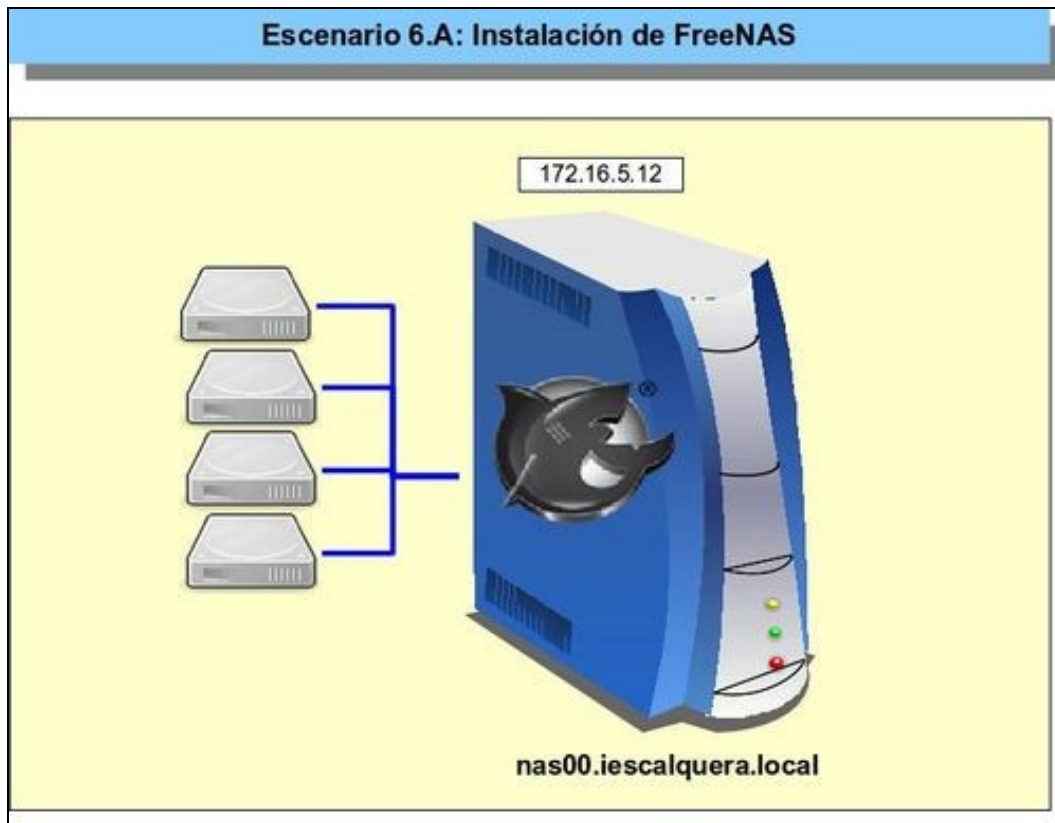 Escenario 6.A: Instalación de FreeNAS
172.16.5.12
®
nas00.iescalquera.local